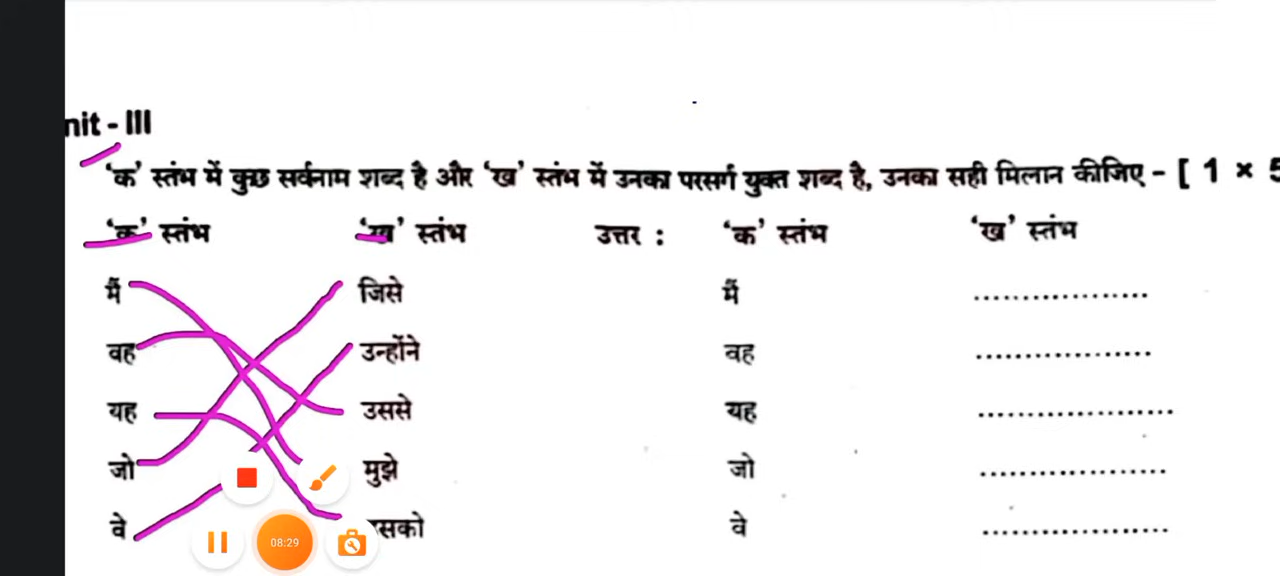 nit - III
'क' स्तंभ में कुछ सर्वनाम शब्द है और 'ख' स्तंभ में उनका परसर्ग युक्त शब्द है, उनका सही मिलान कीजिए - [ 1 × 5
'क' स्तंभ 'ख' स्तंभ उत्तर : 'क' स्तंभ 'ख' स्तंभ
मैं जिसे मैं ..................
वह उन्होंने वह ..................
यह उससे यह ....................
जो मुझे जो ...................
वे सको वे ...................
08:29